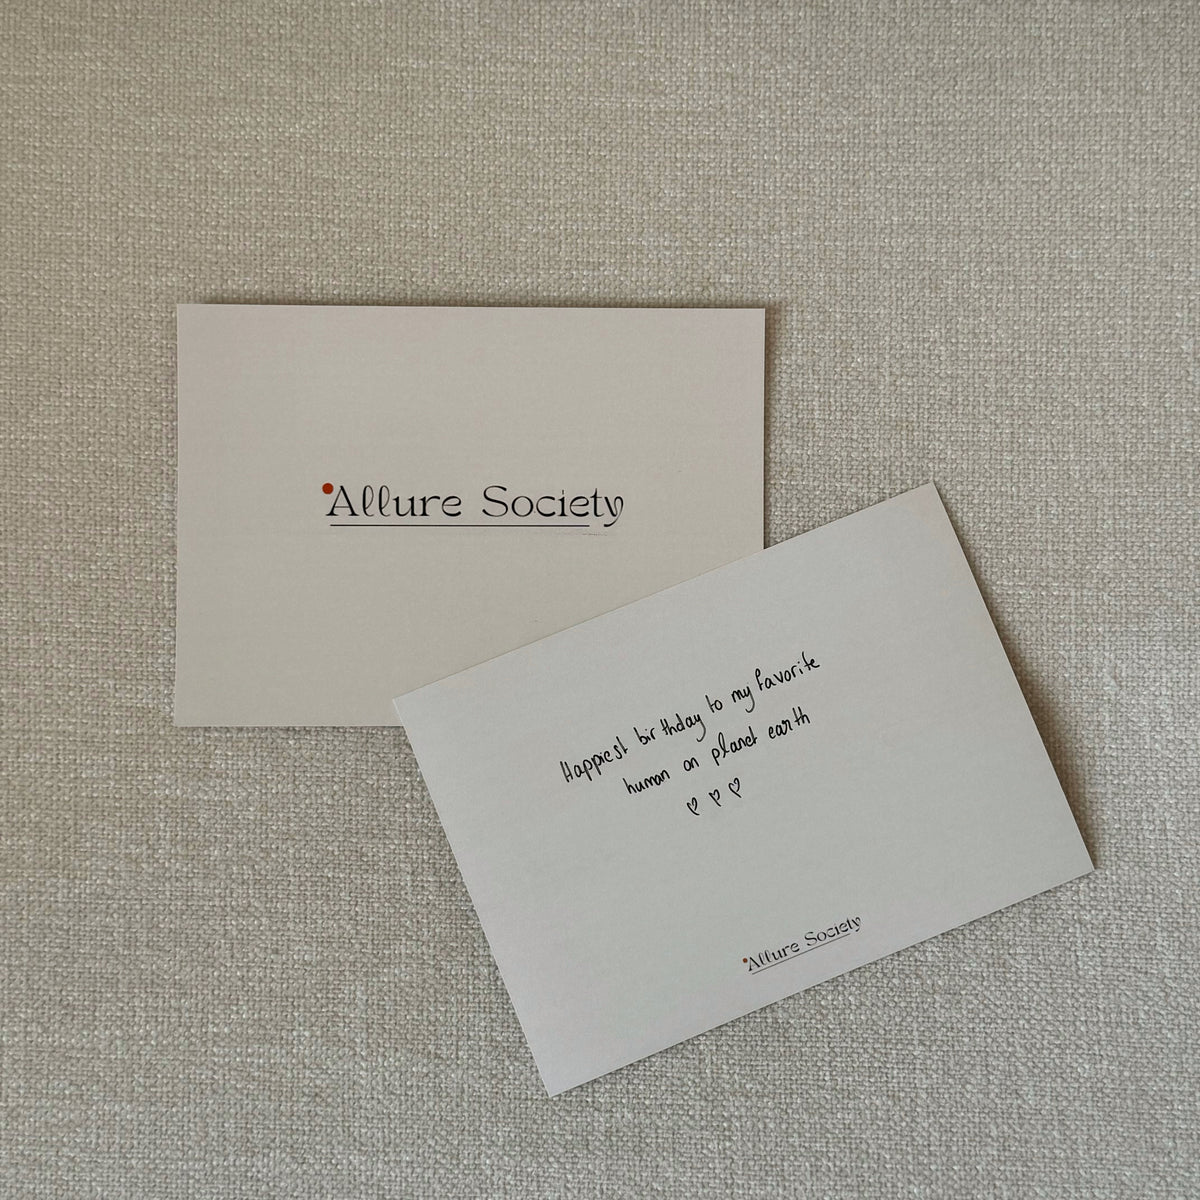 Allure Society
Happiest birthday to my favorite
human on planet earth
♡ ♡ ♡
Allure Society